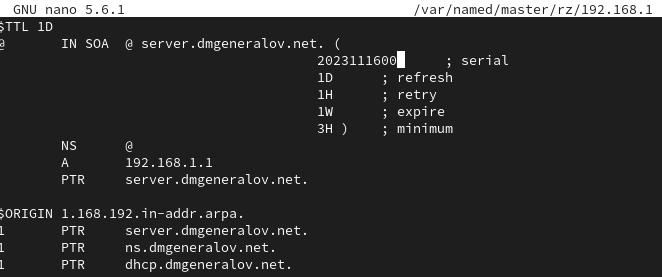 GNU nano 5.6.1 /var/named/master/rz/192.168.1
$TTL 1D
@ IN SOA @ server.dmgeneralov.net. (
2023111600 ; serial
1D ; refresh
1H ; retry
1W ; expire
3H ) ; minimum
NS @
A 192.168.1.1
PTR server.dmgeneralov.net.
$ORIGIN 1.168.192.in-addr.arpa.
1 PTR server.dmgeneralov.net.
1 PTR ns.dmgeneralov.net.
1 PTR dhcp.dmgeneralov.net.